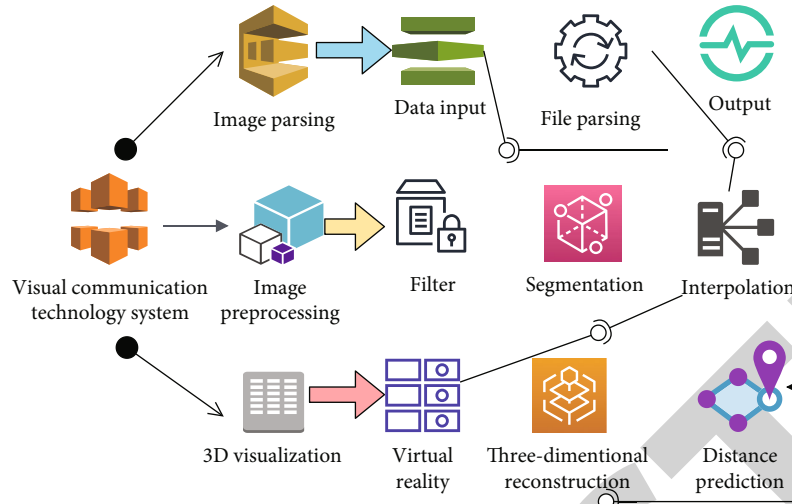 Image parsing
Data input
File parsing
Output
Visual communication
technology system
Image
preprocessing
Filter
Segmentation
Interpolation
3D visualization
Virtual
reality
Three-dimentional
reconstruction
Distance
prediction